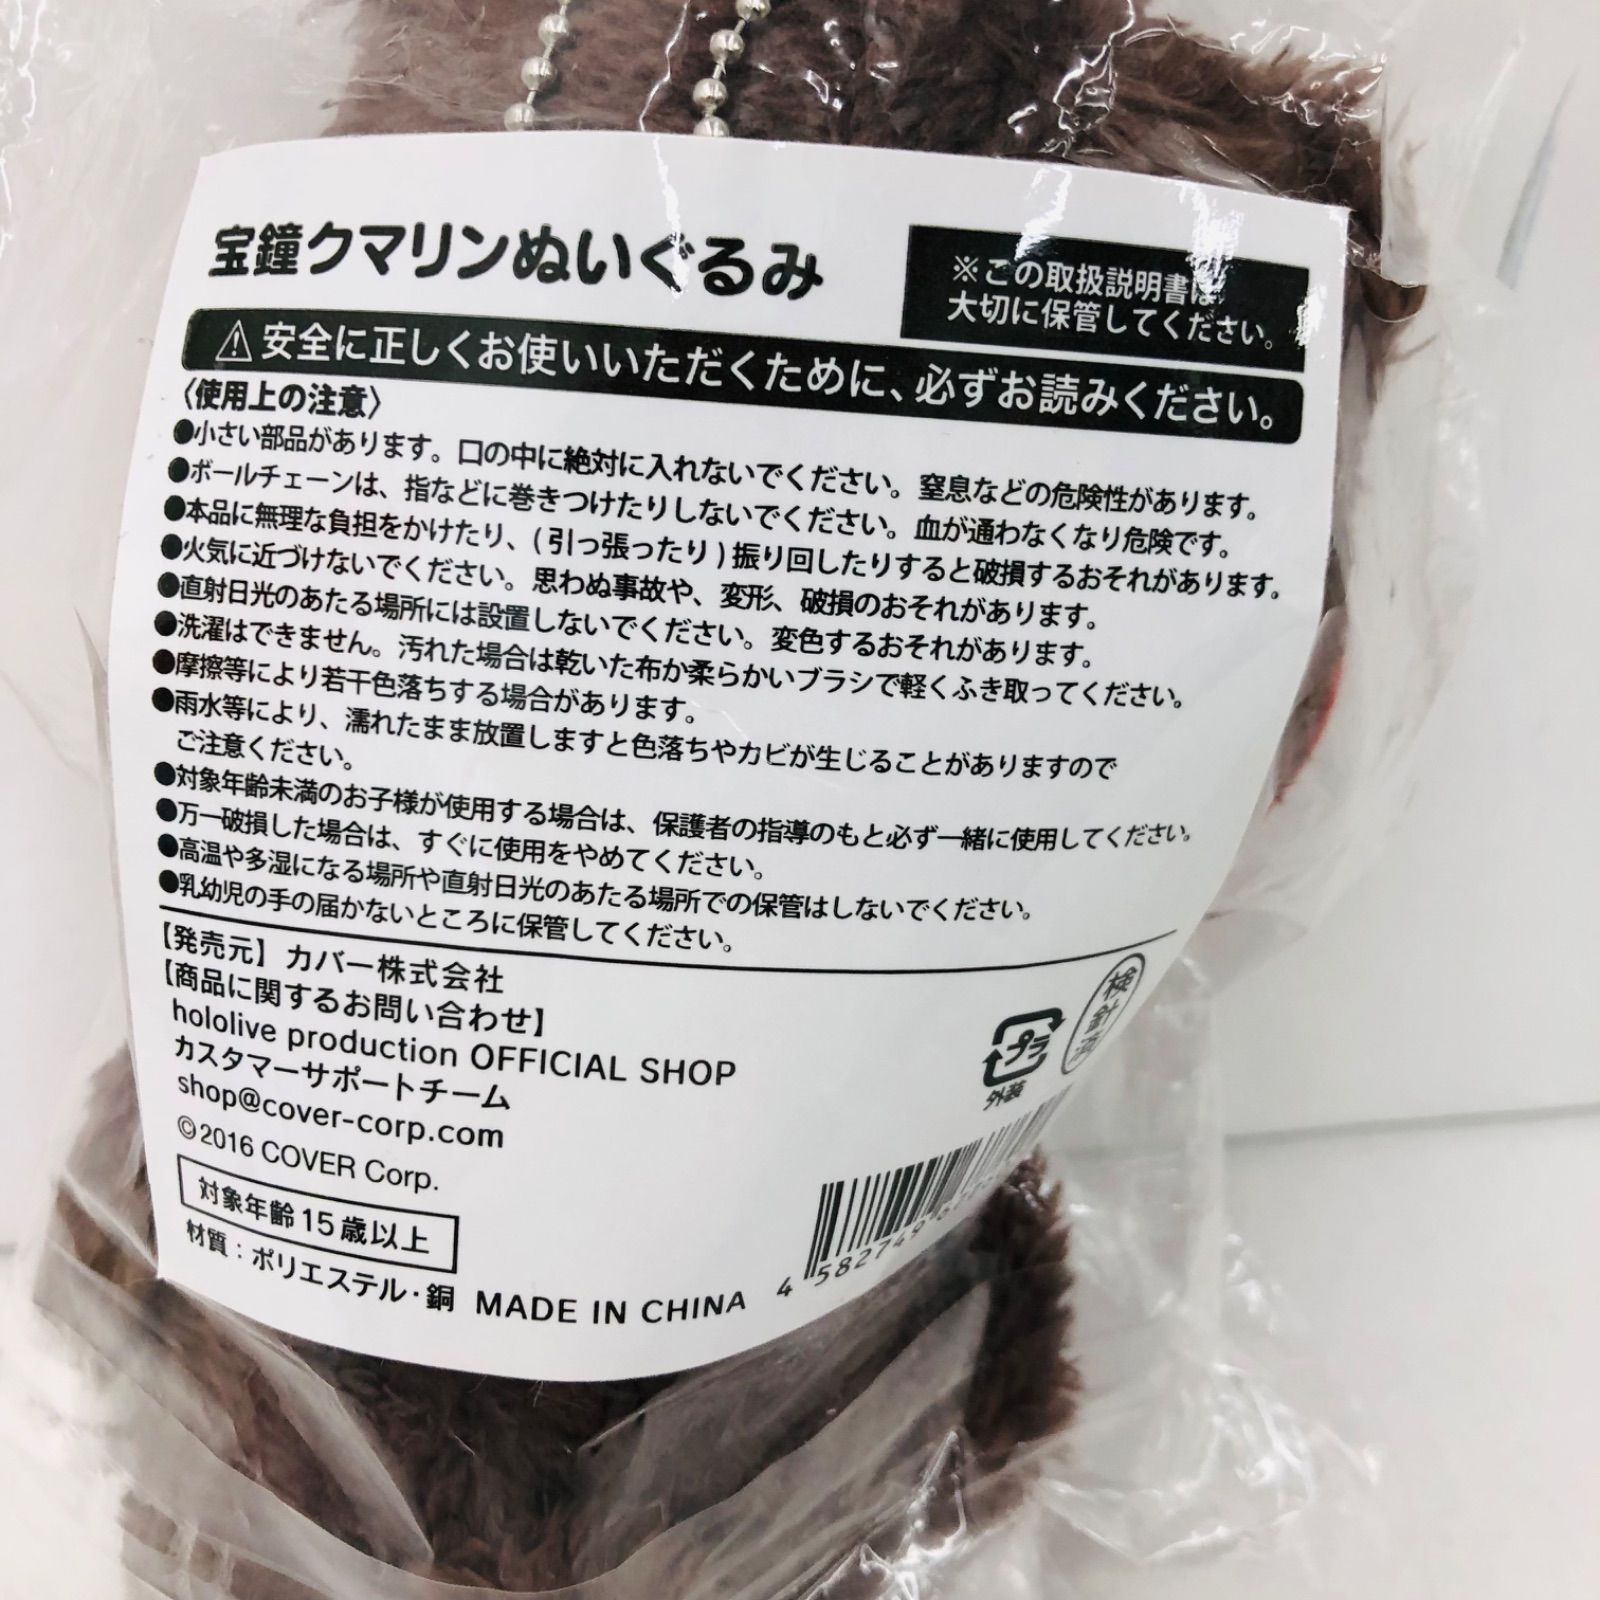 宝鐘クマリンぬいぐるみ
※この取扱説明書は、
大切に保管してください。
⚠安全に正しくお使いいただくために、必ずお読みください。
〈使用上の注意〉
●小さい部品があります。口の中に絶対に入れないでください。窒息などの危険性があります。
●ボールチェーンは、指などに巻きつけたりしないでください。血が通わなくなり危険です。
●本品に無理な負担をかけたり、(引っ張ったり)振り回したりすると破損するおそれがあります。
●火気に近づけないでください。思わぬ事故や、変形、破損のおそれがあります。
●直射日光のあたる場所には設置しないでください。変色するおそれがあります。
●洗濯はできません。汚れた場合は乾いた布か柔らかいブラシで軽くふき取ってください。
●摩擦等により若干色落ちする場合があります。
●雨水等により、濡れたまま放置しますと色落ちやカビが生じることがありますので
ご注意ください。
●対象年齢未満のお子様が使用する場合は、保護者の指導のもと必ず一緒に使用してください。
●万一破損した場合は、すぐに使用をやめてください。
●高温や多湿になる場所や直射日光のあたる場所での保管はしないでください。
●乳幼児の手の届かないところに保管してください。
【発売元】カバー株式会社
【商品に関するお問い合わせ】
hololive production OFFICIAL SHOP
カスタマーサポートチーム
shop@cover-corp.com
©2016 COVER Corp.
対象年齢15歳以上
材質：ポリエステル・銅 MADE IN CHINA
プラ
外装
検針済
4 582749